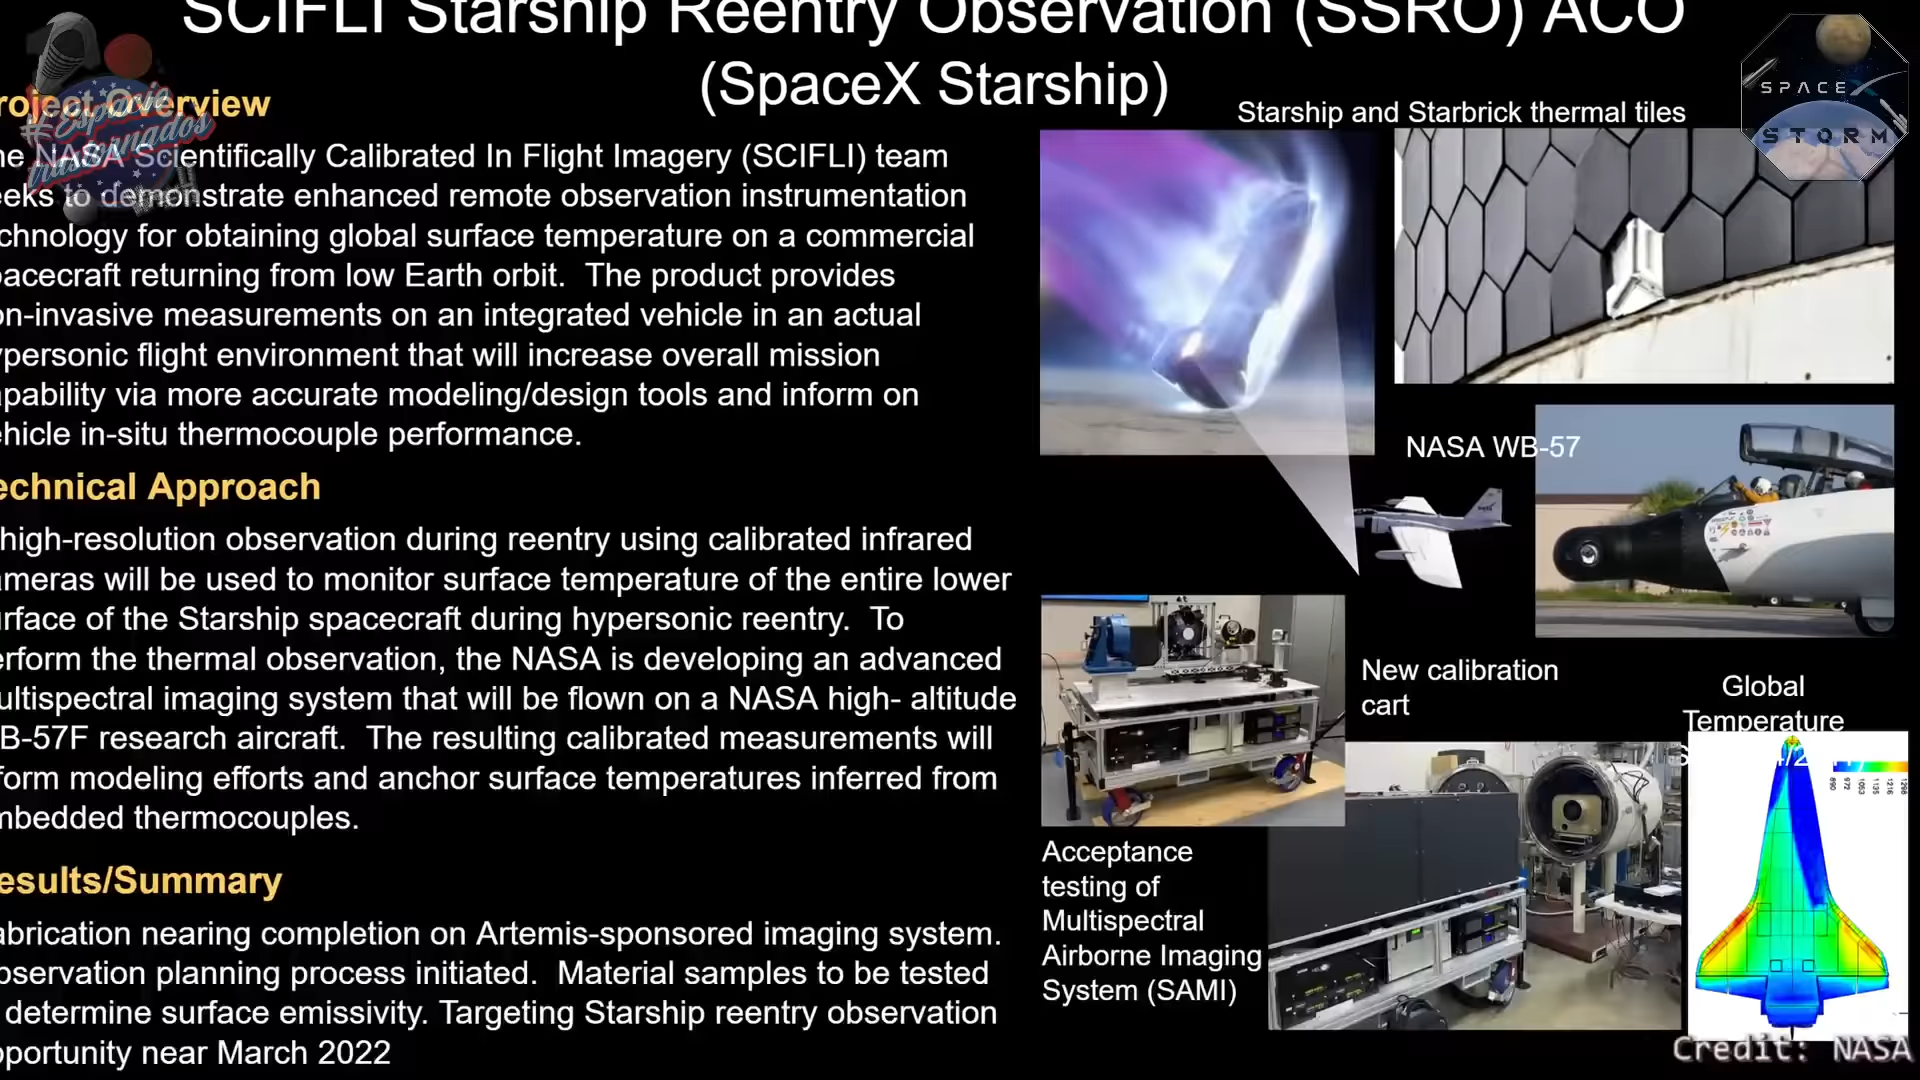 SCIFLI Starship Reentry Observation (SSRO) ACO
(SpaceX Starship)
roject Overview
he NASA Scientifically Calibrated In Flight Imagery (SCIFLI) team
eeks to demonstrate enhanced remote observation instrumentation
chnology for obtaining global surface temperature on a commercial
pacecraft returning from low Earth orbit.  The product provides
on-invasive measurements on an integrated vehicle in an actual
ypersonic flight environment that will increase overall mission
apability via more accurate modeling/design tools and inform on
ehicle in-situ thermocouple performance.
echnical Approach
high-resolution observation during reentry using calibrated infrared
ameras will be used to monitor surface temperature of the entire lower
urface of the Starship spacecraft during hypersonic reentry.  To
erform the thermal observation, the NASA is developing an advanced
ultispectral imaging system that will be flown on a NASA high- altitude
B-57F research aircraft.  The resulting calibrated measurements will
form modeling efforts and anchor surface temperatures inferred from
mbedded thermocouples.
esults/Summary
abrication nearing completion on Artemis-sponsored imaging system.
bservation planning process initiated.  Material samples to be tested
determine surface emissivity. Targeting Starship reentry observation
pportunity near March 2022
#Espacio
trastornados
SPACEX
STORM
Starship and Starbrick thermal tiles
NASA WB-57
New calibration
cart
Global
Temperature
890 972 1053 1135 1216 1298
Acceptance
testing of
Multispectral
Airborne Imaging
System (SAMI)
Credit: NASA